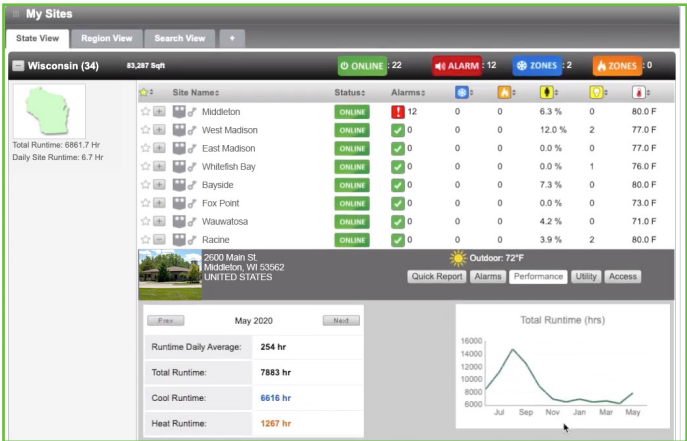 My Sites
State View Region View Search View +
Wisconsin (34) 83,287 Sqft ONLINE : 22 ALARM : 12 ZONES : 2 ZONES : 0
Site Name Status Alarms
Middleton ONLINE 12 0 0 6.3 % 0 80.0 F
West Madison ONLINE 0 0 0 12.0 % 2 77.0 F
East Madison ONLINE 0 0 0 0.0 % 0 77.0 F
Whitefish Bay ONLINE 0 0 0 0.0 % 1 76.0 F
Bayside ONLINE 0 0 0 7.3 % 0 80.0 F
Fox Point ONLINE 0 0 0 0.0 % 0 73.0 F
Wauwatosa ONLINE 0 0 0 4.2 % 0 71.0 F
Racine ONLINE 0 0 0 3.9 % 2 80.0 F
Total Runtime: 6861.7 Hr
Daily Site Runtime: 6.7 Hr
2600 Main St.
Middleton, WI 53562
UNITED STATES
Outdoor: 72°F
Quick Report Alarms Performance Utility Access
Prev May 2020 Next
Runtime Daily Average: 254 hr
Total Runtime: 7883 hr
Cool Runtime: 6616 hr
Heat Runtime: 1267 hr
Total Runtime (hrs)
16000
14000
12000
10000
8000
6000
Jul Sep Nov Jan Mar May